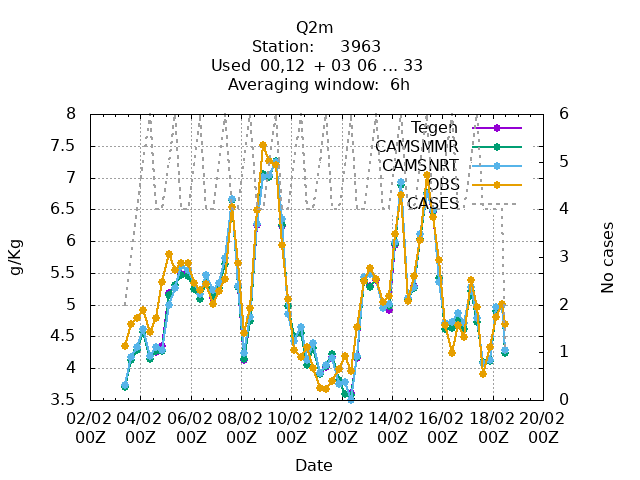 Q2m
Station: 3963
Used 00,12 + 03 06 ... 33
Averaging window: 6h
8 6
Tegen
7.5 CAMSMMR
5
CAMSNRT
7 OBS
CASES
6.5 4
6
g/Kg
5.5 3
No cases
5 2
4.5
4 1
3.5 0
02/02 04/02 06/02 08/02 10/02 12/02 14/02 16/02 18/02 20/02
00Z 00Z 00Z 00Z 00Z 00Z 00Z 00Z 00Z 00Z
Date